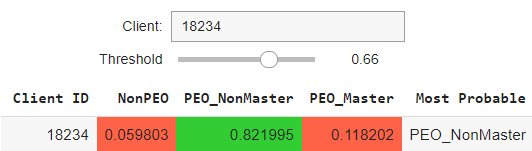 Client: 18234
Threshold 0.66
Client ID NonPEO PEO_NonMaster PEO_Master Most Probable
18234 0.059803 0.821995 0.118202 PEO_NonMaster